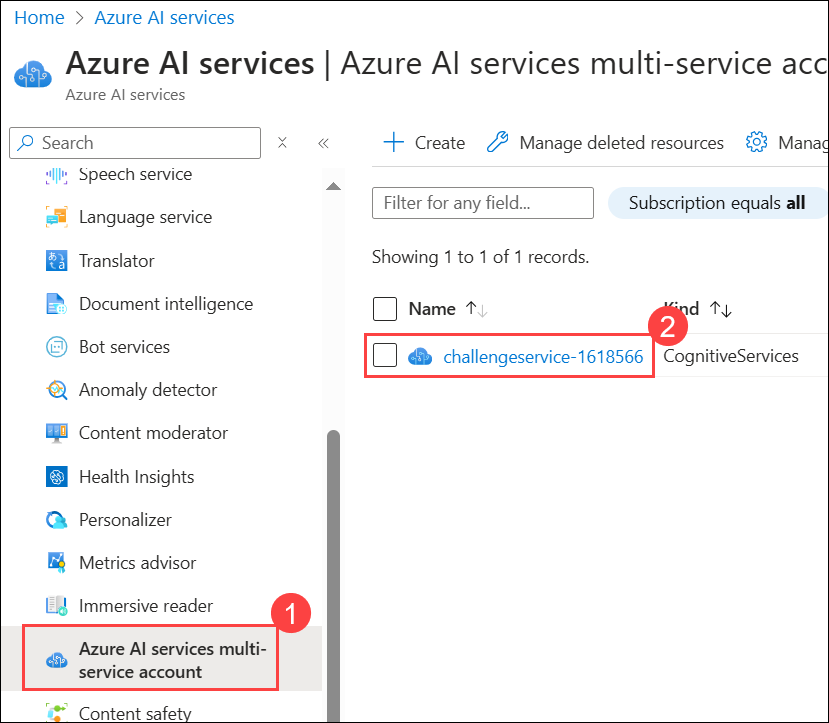 Home > Azure AI services
Azure AI services | Azure AI services multi-service acc
Azure AI services
Search
Speech service
Language service
Translator
Document intelligence
Bot services
Anomaly detector
Content moderator
Health Insights
Personalizer
Metrics advisor
Immersive reader
1
Azure AI services multi-
service account
Content safety
Create Manage deleted resources Manag
Filter for any field... Subscription equals all
Showing 1 to 1 of 1 records.
Name Kind
2
challengeservice-1618566 CognitiveServices